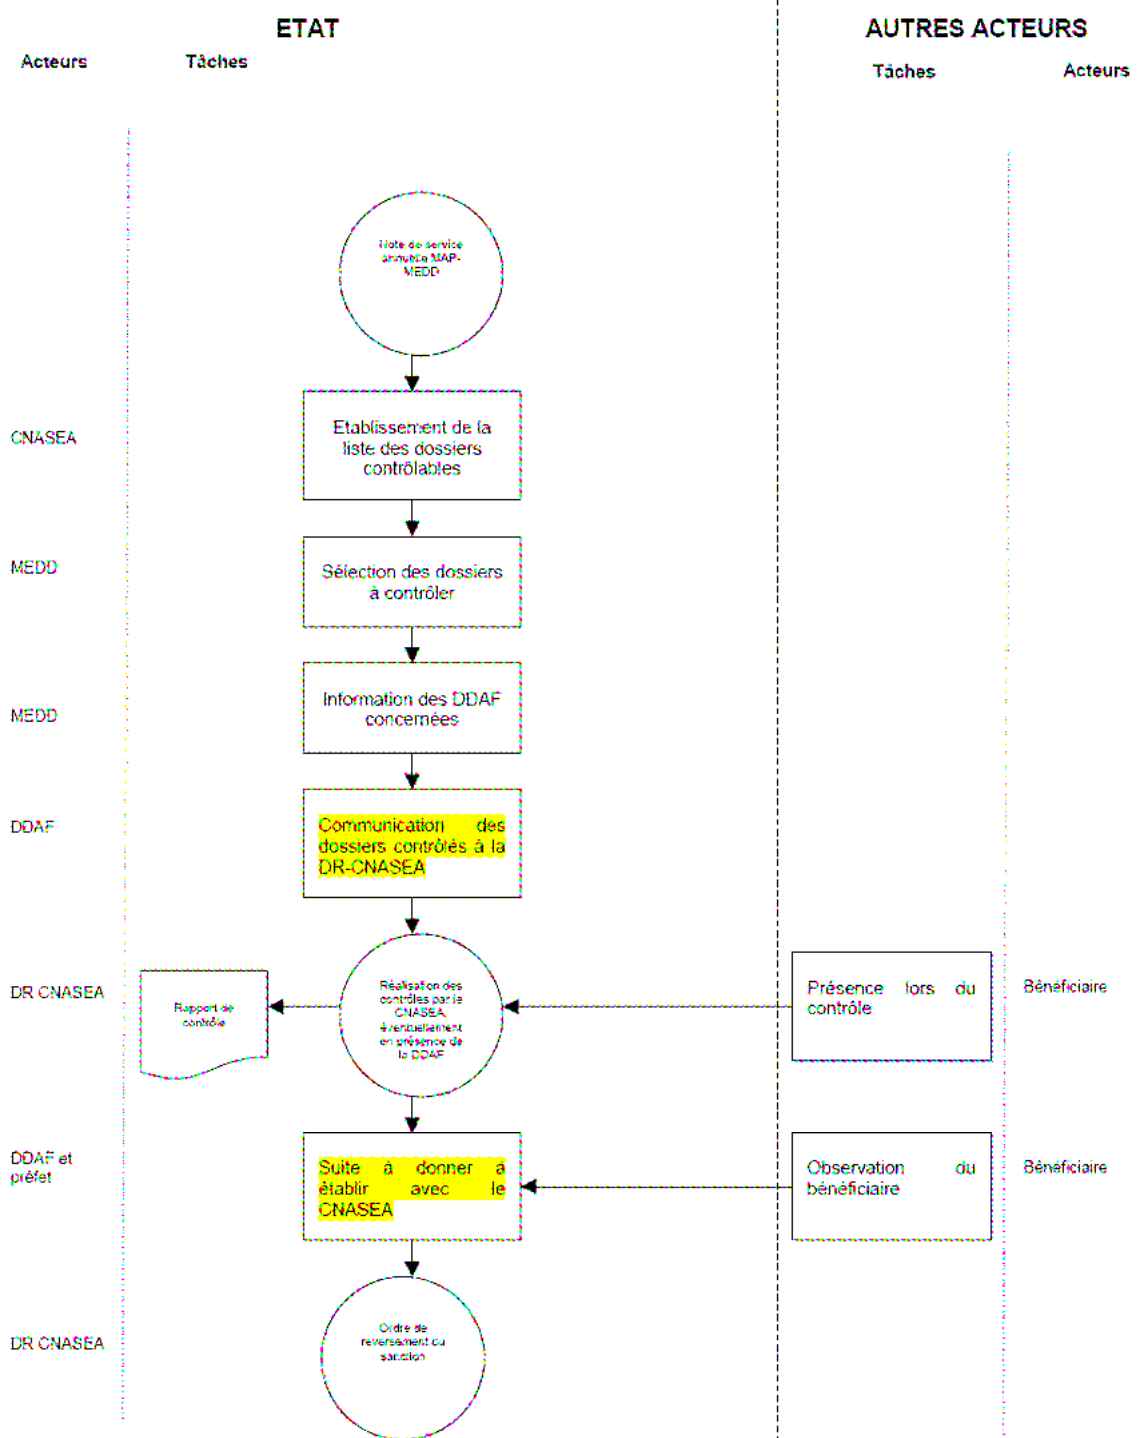 ETAT
AUTRES ACTEURS
Acteurs
Tâches
Tâches
Acteurs
Note de service
annuelle MAP-
MEDD
CNASEA
Etablissement de la
liste des dossiers
contrôlables
MEDD
Sélection des dossiers
à contrôler
MEDD
Information des DDAF
concernées
DDAF
Communication des
dossiers contrôlés à la
DR-CNASEA
DR CNASEA
Rapport de
contrôle
Réalisation des
contrôles par le
CNASEA,
éventuellement
en présence de
la DDAF
Présence lors du
contrôle
Bénéficiaire
DDAF et
préfet
Suite à donner à
établir avec le
CNASEA
Observation du
bénéficiaire
Bénéficiaire
DR CNASEA
Ordre de
reversement ou
sanction